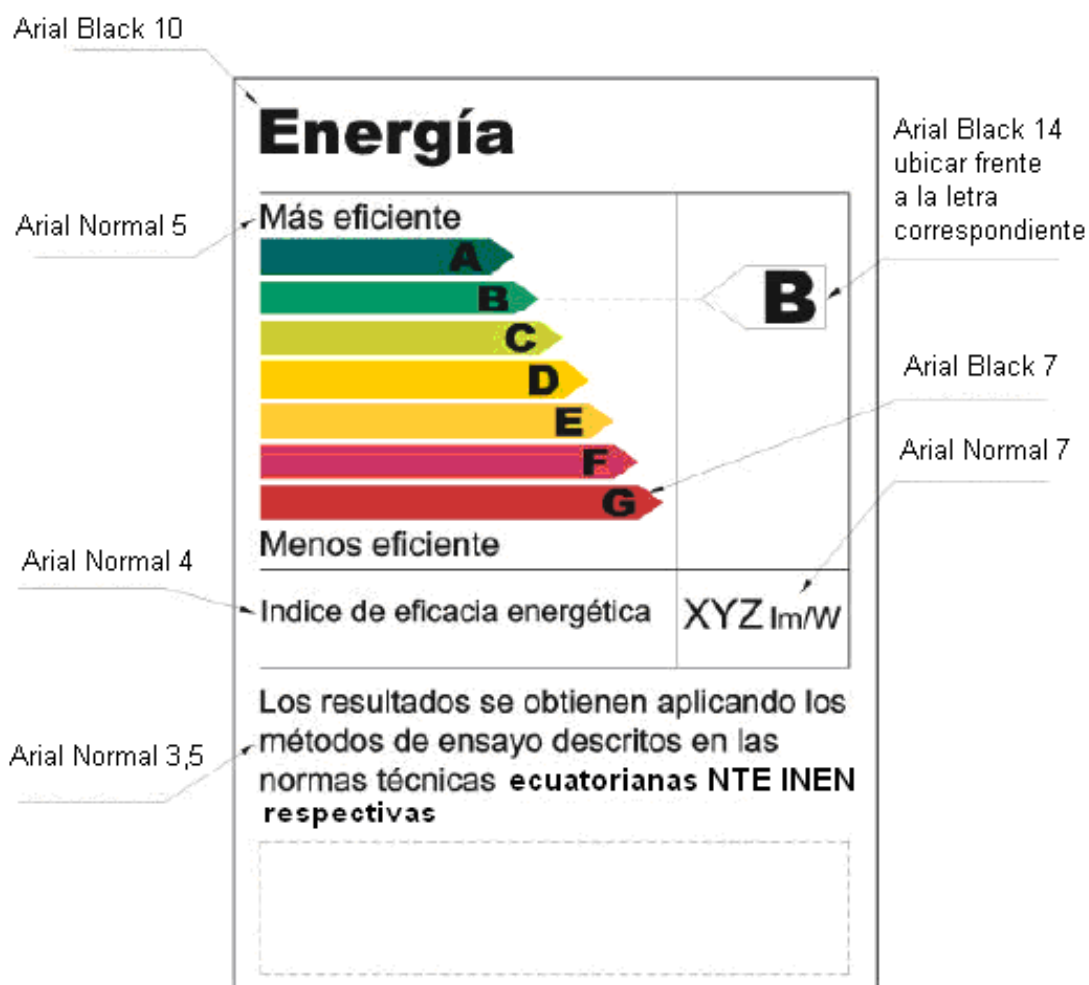 Arial Black 10
Energía
Arial Black 14
ubicar frente
a la letra
correspondiente
Arial Normal 5
Más eficiente
A
B
B
C
D
Arial Black 7
E
Arial Normal 7
F
G
Menos eficiente
Arial Normal 4
Indice de eficacia energética
XYZ lm/W
Los resultados se obtienen aplicando los
métodos de ensayo descritos en las
Arial Normal 3,5
normas técnicas ecuatorianas NTE INEN
respectivas